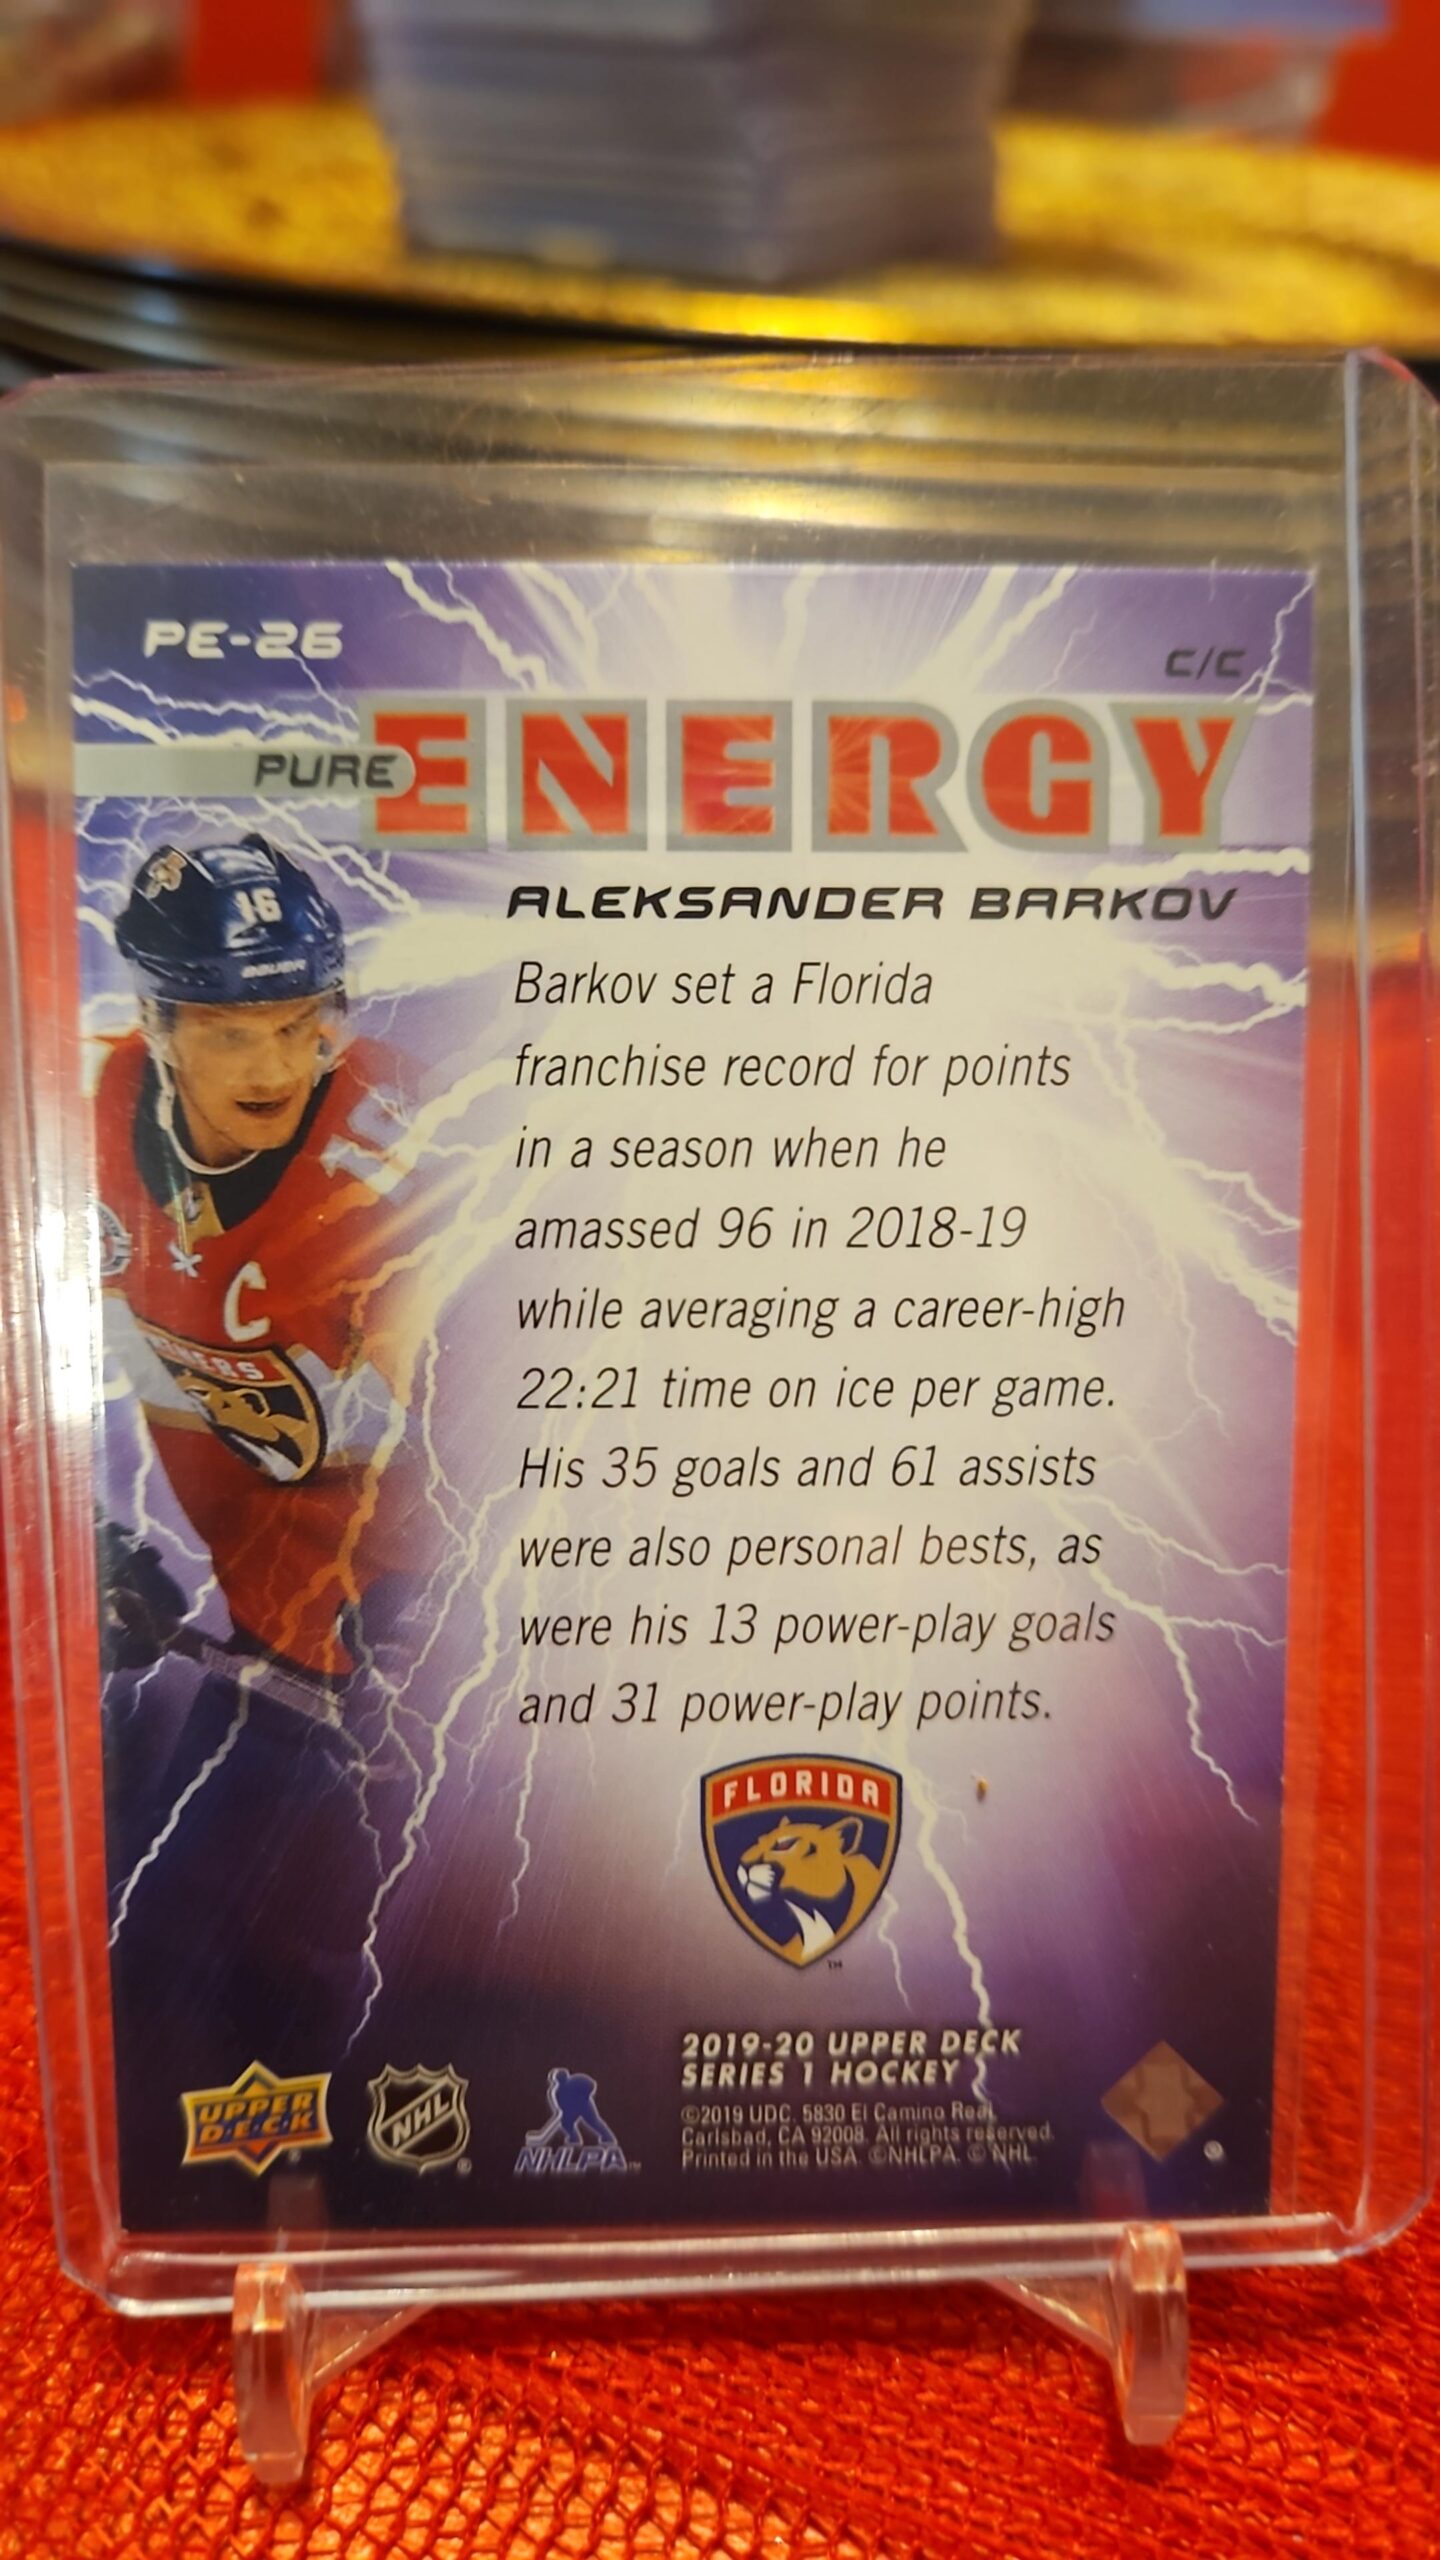 PE-26
C/C
PURE ENERGY
ALEKSANDER BARKOV
Barkov set a Florida
franchise record for points
in a season when he
amassed 96 in 2018-19
while averaging a career-high
22:21 time on ice per game.
His 35 goals and 61 assists
were also personal bests, as
were his 13 power-play goals
and 31 power-play points.
16
BAUER
C
FLORIDA
TM
2019-20 UPPER DECK
SERIES 1 HOCKEY
©2019 UDC. 5830 El Camino Real,
Carlsbad, CA 92008. All rights reserved.
Printed in the USA. ©NHLPA. © NHL.
UPPER
D·E·C·K
NHL
NHLPA